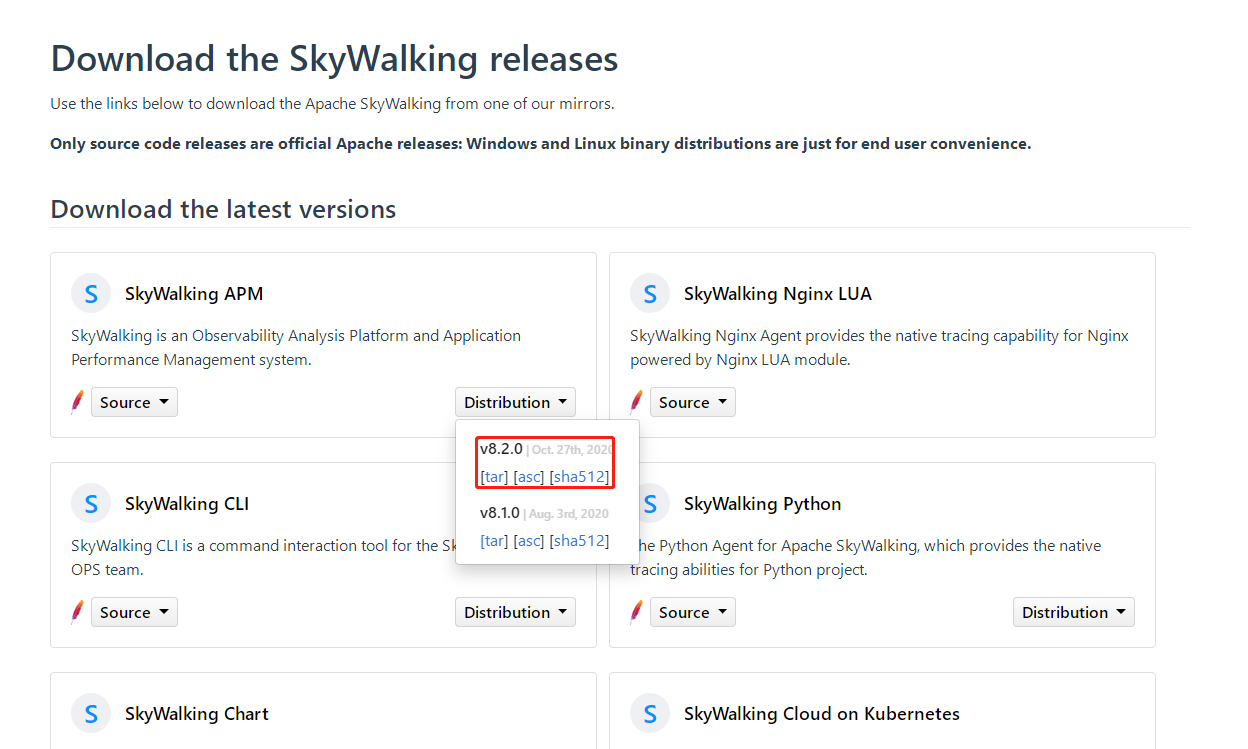 Download the SkyWalking releases
Use the links below to download the Apache SkyWalking from one of our mirrors.
Only source code releases are official Apache releases: Windows and Linux binary distributions are just for end user convenience.
Download the latest versions
S SkyWalking APM
SkyWalking is an Observability Analysis Platform and Application
Performance Management system.
Source Distribution
v8.2.0 | Oct. 27th, 2020
[tar] [asc] [sha512]
v8.1.0 | Aug. 3rd, 2020
[tar] [asc] [sha512]
S SkyWalking Nginx LUA
SkyWalking Nginx Agent provides the native tracing capability for Nginx
powered by Nginx LUA module.
Source
S SkyWalking CLI
SkyWalking CLI is a command interaction tool for the
OPS team.
Source Distribution
S SkyWalking Python
The Python Agent for Apache SkyWalking, which provides the native
tracing abilities for Python project.
Source Distribution
S SkyWalking Chart
S SkyWalking Cloud on Kubernetes